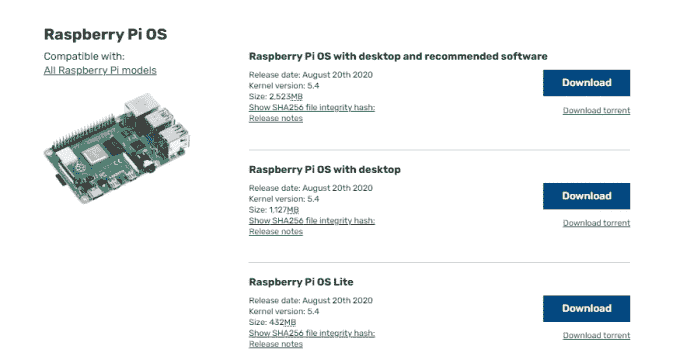 Raspberry Pi OS
Compatible with:
All Raspberry Pi models
Raspberry Pi OS with desktop and recommended software
Release date: August 20th 2020
Kernel version: 5.4
Size: 2,523MB
Show SHA256 file integrity hash:
Release notes
Download
Download torrent
Raspberry Pi OS with desktop
Release date: August 20th 2020
Kernel version: 5.4
Size: 1,127MB
Show SHA256 file integrity hash:
Release notes
Download
Download torrent
Raspberry Pi OS Lite
Release date: August 20th 2020
Kernel version: 5.4
Size: 432MB
Show SHA256 file integrity hash:
Release notes
Download
Download torrent